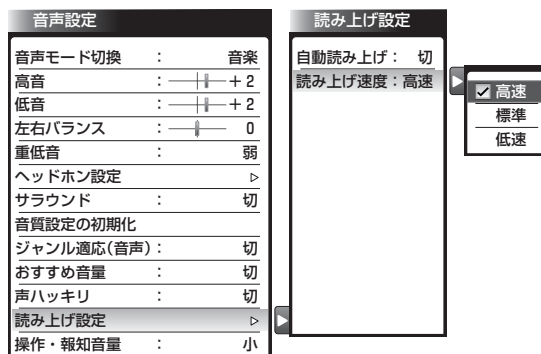 音声設定
音声モード切換 : 音楽
高音 : +2
低音 : +2
左右バランス : 0
重低音 : 弱
ヘッドホン設定
サラウンド : 切
音質設定の初期化
ジャンル適応(音声) : 切
おすすめ音量 : 切
声ハッキリ : 切
読み上げ設定
操作・報知音量 : 小
読み上げ設定
自動読み上げ : 切
読み上げ速度 : 高速
高速
標準
低速